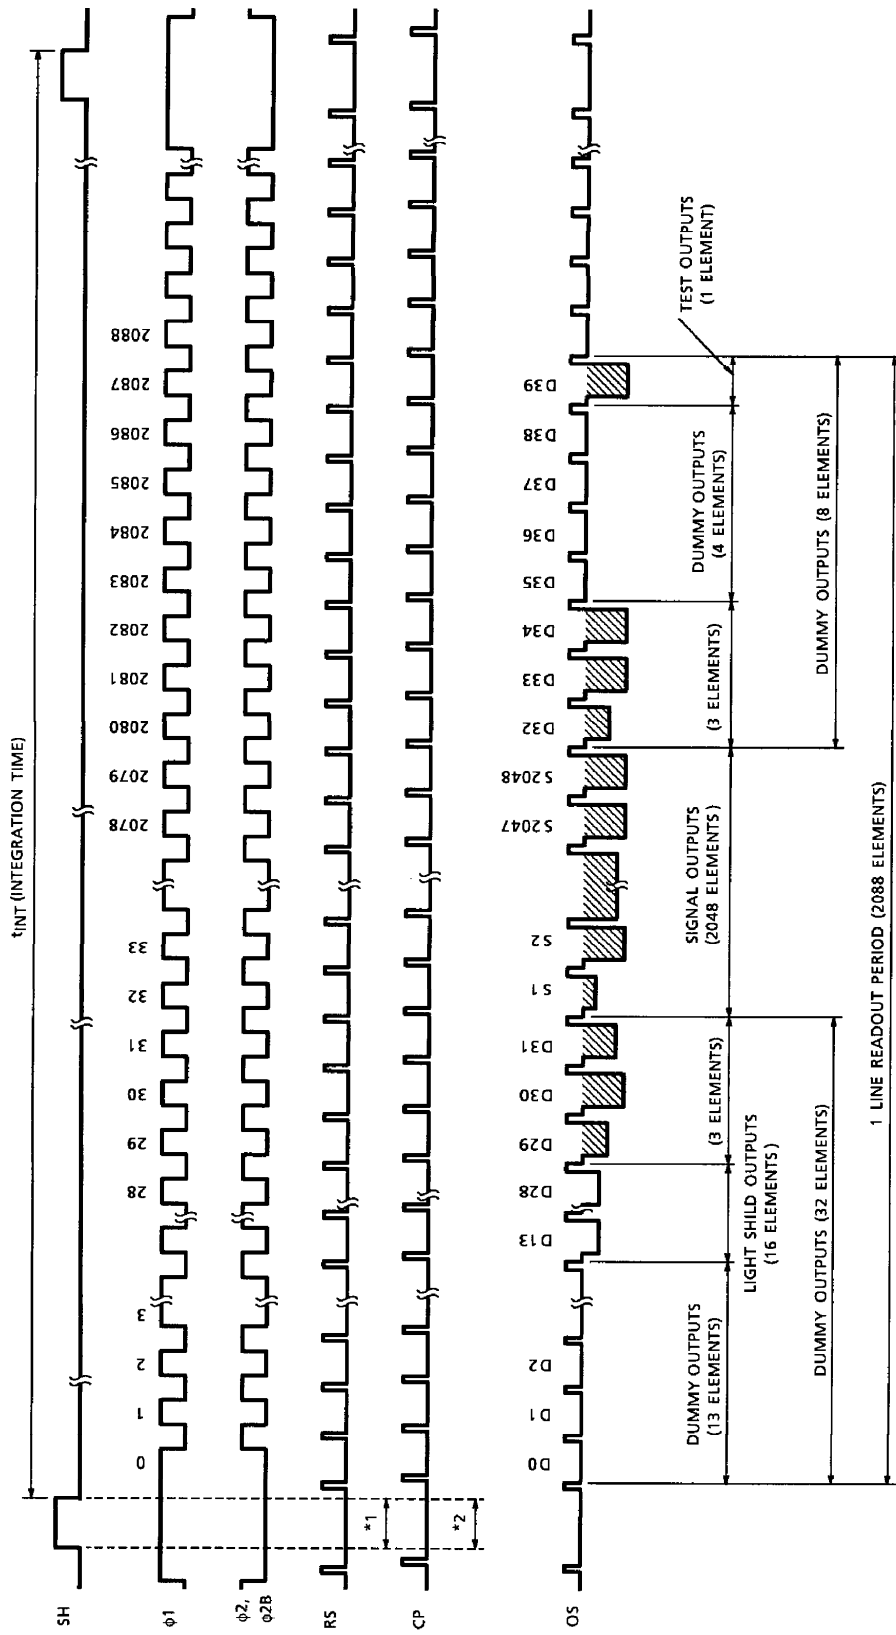 tINT (INTEGRATION TIME)
SH
φ1
0 1 2 3 28 29 30 31 32 33 2078 2079 2080 2081 2082 2083 2084 2085 2086 2087 2088
φ2,
φ2B
RS
*1
CP
*2
OS
D0 D1 D2 D13 D28 D29 D30 D31 S1 S2 S2047 S2048 D32 D33 D34 D35 D36 D37 D38 D39
DUMMY OUTPUTS
(13 ELEMENTS)
LIGHT SHILD OUTPUTS
(16 ELEMENTS)
(3 ELEMENTS)
SIGNAL OUTPUTS
(2048 ELEMENTS)
(3 ELEMENTS)
DUMMY OUTPUTS
(4 ELEMENTS)
TEST OUTPUTS
(1 ELEMENT)
DUMMY OUTPUTS (32 ELEMENTS)
DUMMY OUTPUTS (8 ELEMENTS)
1 LINE READOUT PERIOD (2088 ELEMENTS)